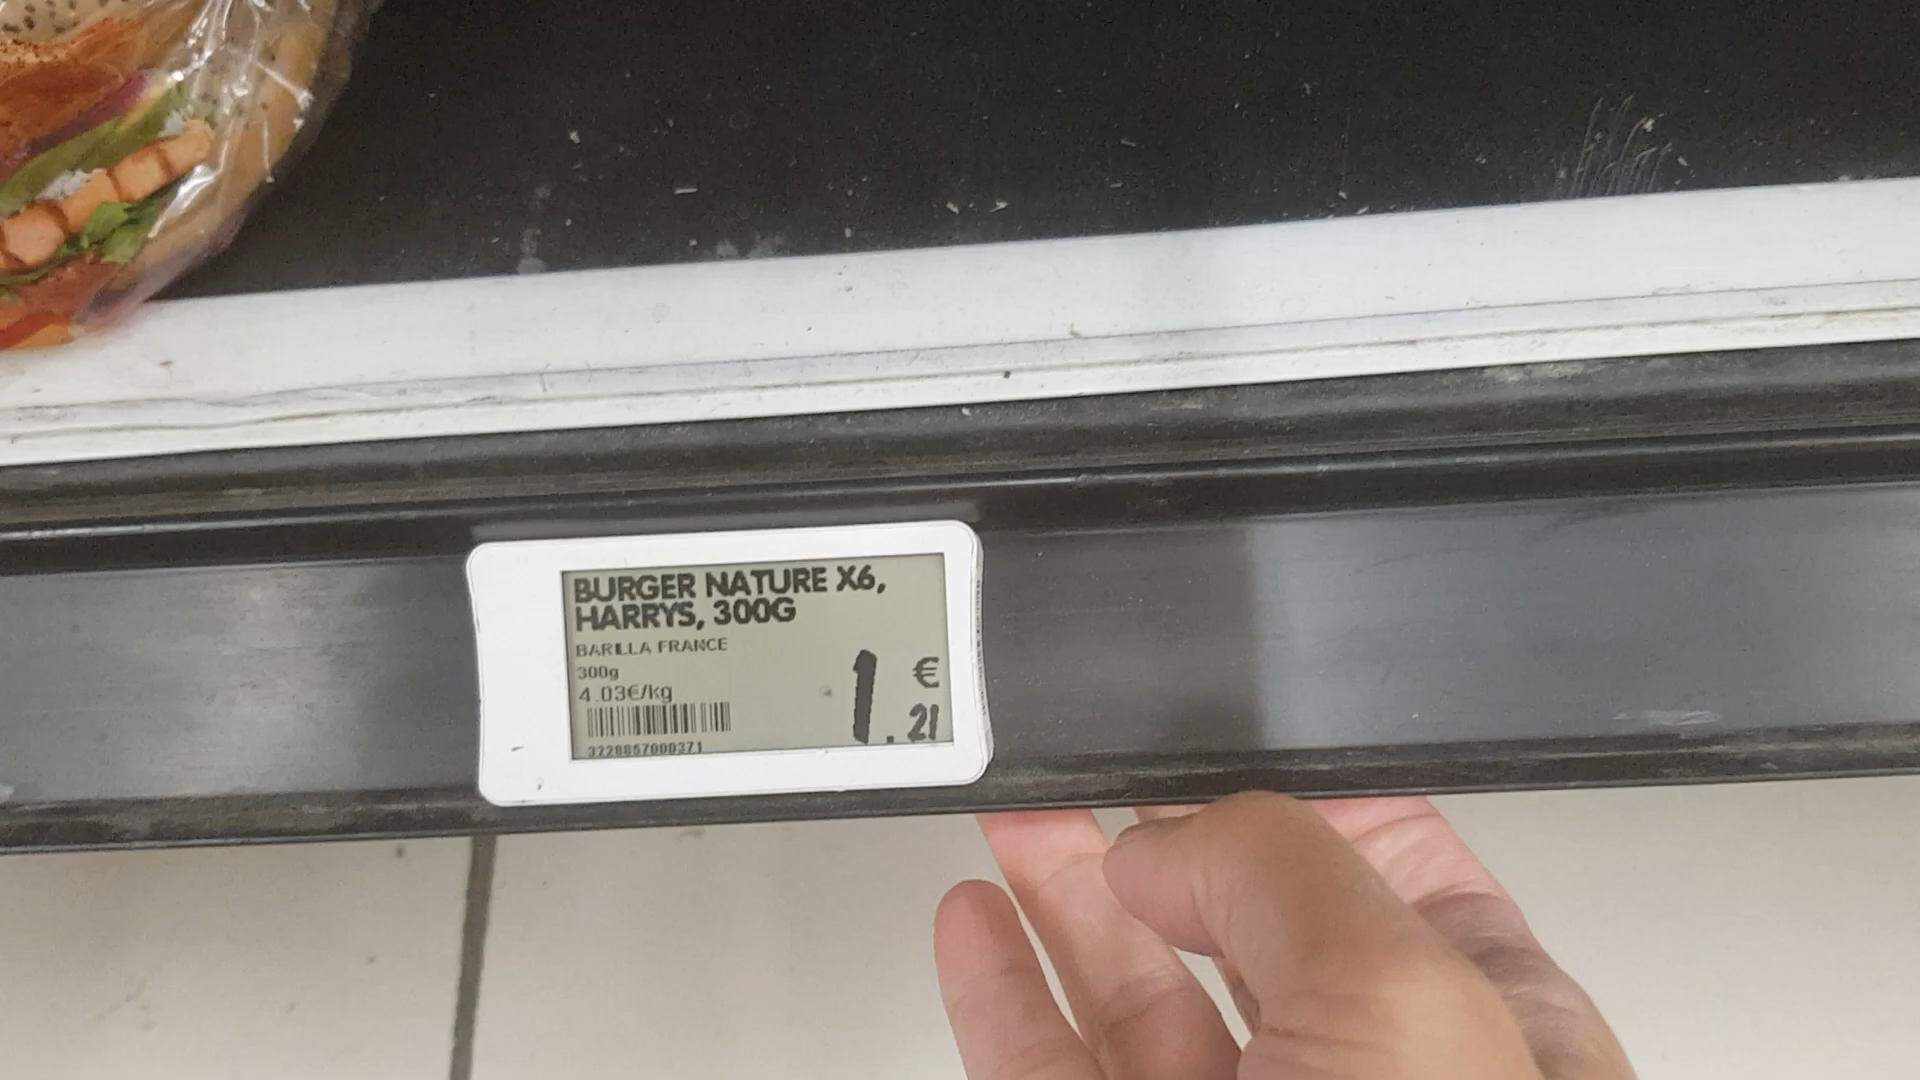 BURGER NATURE X6,
HARRYS, 300G
BARILLA FRANCE
300g
4.03€/kg
1.21 €
3228857000371